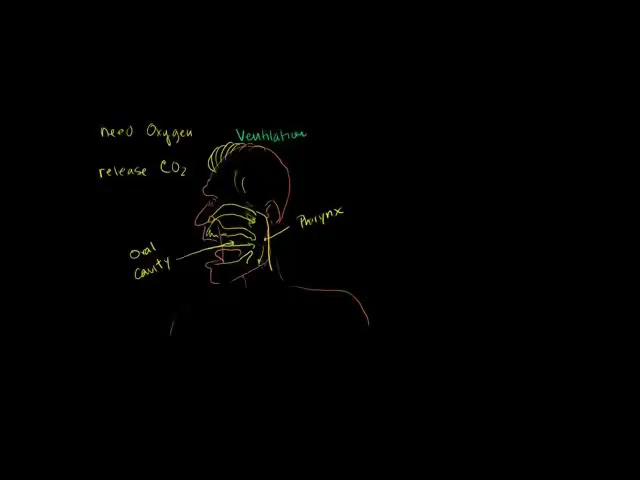 need Oxygen
Ventilation
release CO2
Pharynx
Oral
cavity